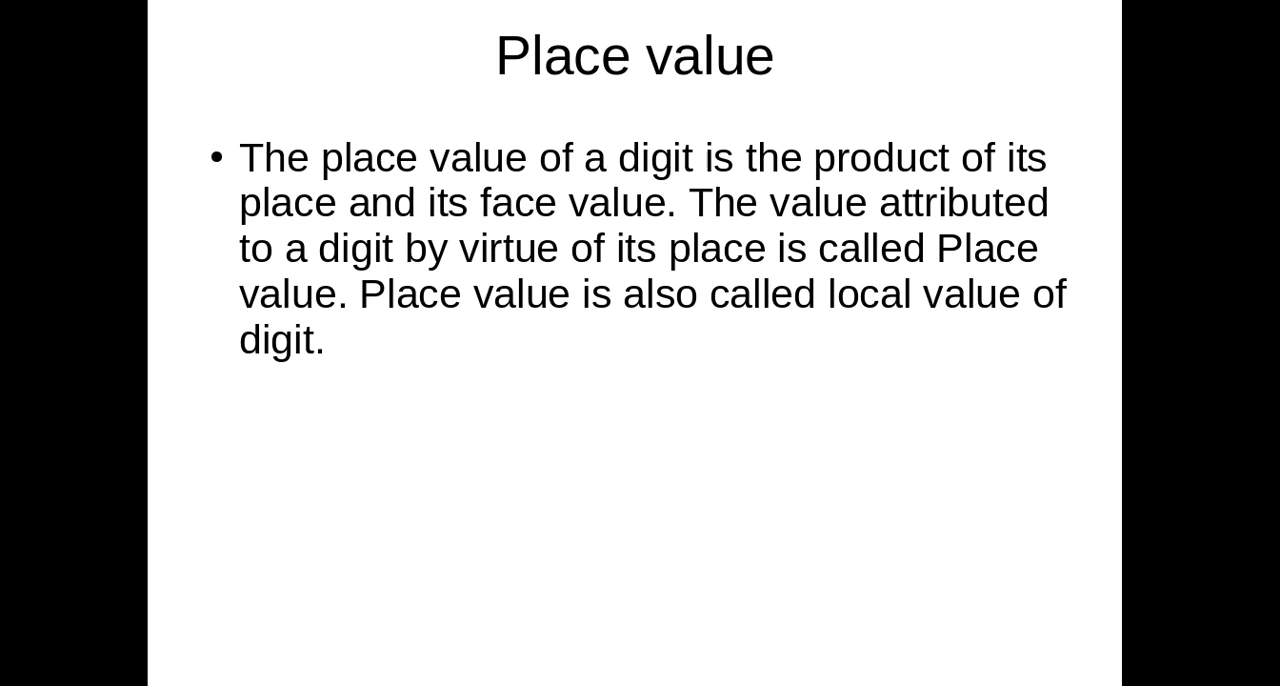 Place value
• The place value of a digit is the product of its
place and its face value. The value attributed
to a digit by virtue of its place is called Place
value. Place value is also called local value of
digit.